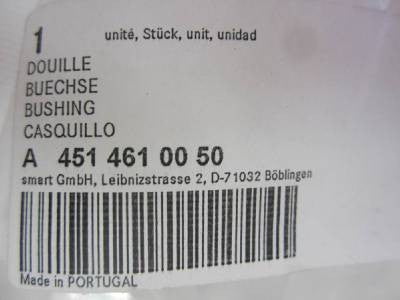 1 unité, Stück, unit, unidad
DOUILLE
BUECHSE
BUSHING
CASQUILLO
A 451 461 00 50
smart GmbH, Leibnizstrasse 2, D-71032 Böblingen
Made in PORTUGAL